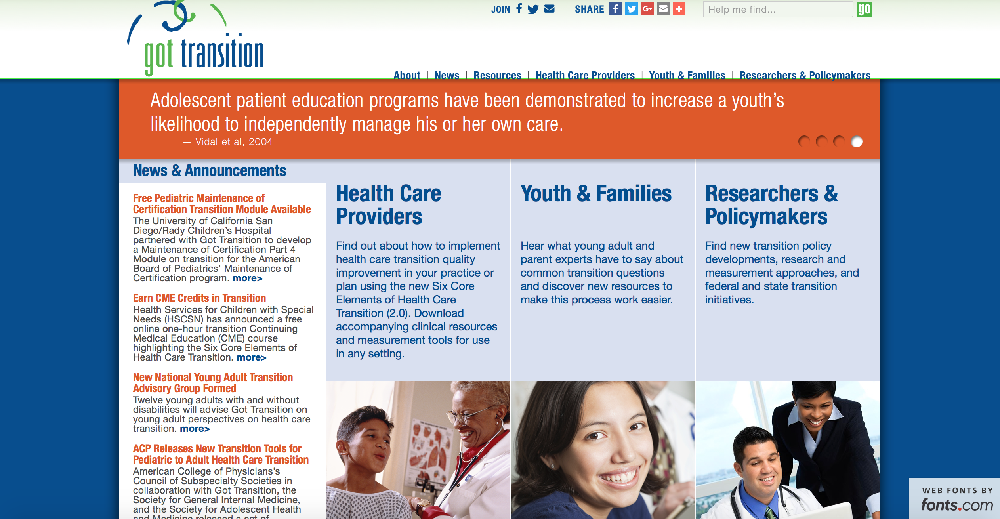 JOIN
SHARE
Help me find...
go
got transition
About | News | Resources | Health Care Providers | Youth & Families | Researchers & Policymakers
Adolescent patient education programs have been demonstrated to increase a youth’s
likelihood to independently manage his or her own care.
— Vidal et al, 2004
News & Announcements
Free Pediatric Maintenance of
Certification Transition Module Available
The University of California San
Diego/Rady Children’s Hospital
partnered with Got Transition to develop
a Maintenance of Certification Part 4
Module on transition for the American
Board of Pediatrics’ Maintenance of
Certification program. more>
Earn CME Credits in Transition
Health Services for Children with Special
Needs (HSCSN) has announced a free
online one-hour transition Continuing
Medical Education (CME) course
highlighting the Six Core Elements of
Health Care Transition. more>
New National Young Adult Transition
Advisory Group Formed
Twelve young adults with and without
disabilities will advise Got Transition on
young adult perspectives on health care
transition. more>
ACP Releases New Transition Tools for
Pediatric to Adult Health Care Transition
American College of Physicians’s
Council of Subspecialty Societies in
collaboration with Got Transition, the
Society for General Internal Medicine,
and the Society for Adolescent Health
and Medicine released a set of
Health Care
Providers
Find out about how to implement
health care transition quality
improvement in your practice or
plan using the new Six Core
Elements of Health Care
Transition (2.0). Download
accompanying clinical resources
and measurement tools for use
in any setting.
Youth & Families
Hear what young adult and
parent experts have to say about
common transition questions
and discover new resources to
make this process work easier.
Researchers &
Policymakers
Find new transition policy
developments, research and
measurement approaches, and
federal and state transition
initiatives.
WEB FONTS BY
fonts.com